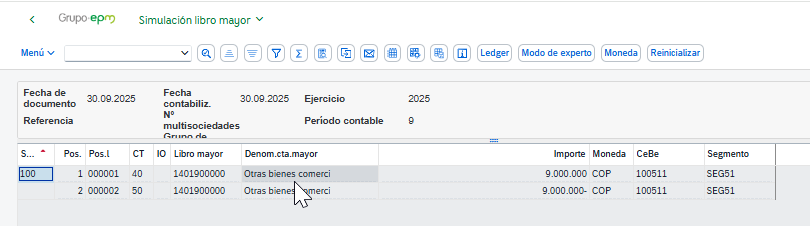 Grupo·epm Simulación libro mayor
Menú Ledger Modo de experto Moneda Reinicializar
Fecha de documento 30.09.2025 Fecha contabiliz. 30.09.2025 Ejercicio 2025
Referencia Nº multisociedades Período contable 9
Grupo de
S... Pos. Pos.l CT IO Libro mayor Denom.cta.mayor Importe Moneda CeBe Segmento
100 1 000001 40 1401900000 Otras bienes comerci 9.000.000 COP 100511 SEG51
2 000002 50 1401900000 Otras bienes comerci 9.000.000- COP 100511 SEG51